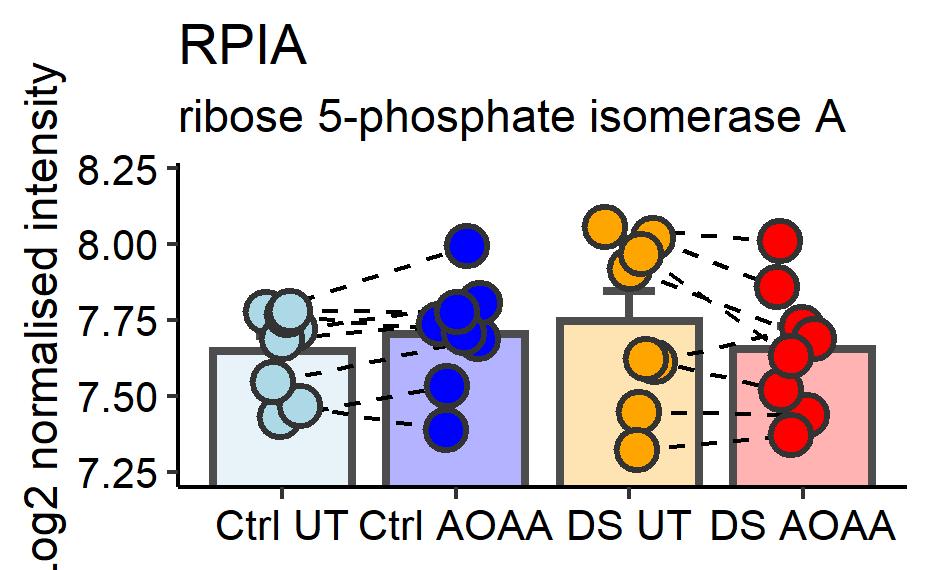 RPIA
ribose 5-phosphate isomerase A
Log2 normalised intensity
8.25
8.00
7.75
7.50
7.25
Ctrl UT Ctrl AOAA DS UT DS AOAA